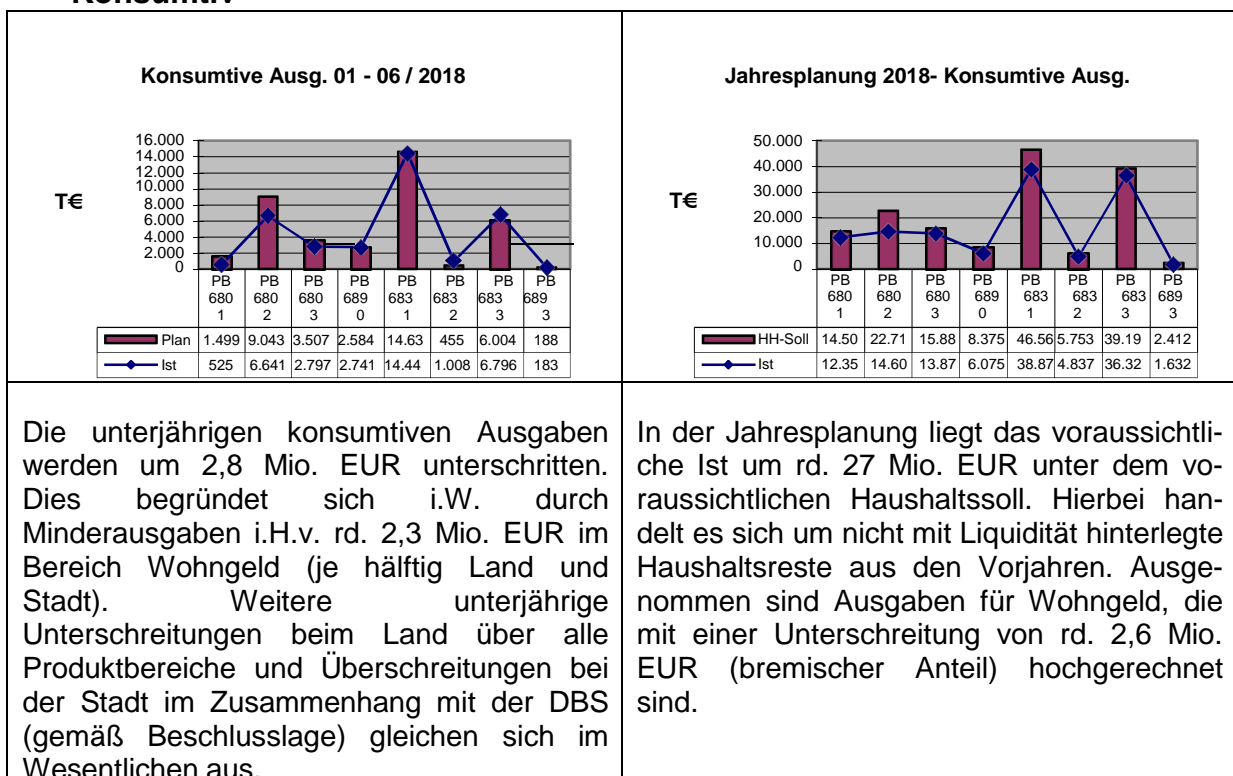 Konsumtive Ausg. 01 - 06 / 2018
T€
16.000
14.000
12.000
10.000
8.000
6.000
4.000
2.000
0
PB PB PB PB PB PB PB PB
680 680 680 689 683 683 683 689
1 2 3 0 1 2 3 3
Plan 1.499 9.043 3.507 2.584 14.63 455 6.004 188
Ist 525 6.641 2.797 2.741 14.44 1.008 6.796 183
Jahresplanung 2018- Konsumtive Ausg.
T€
50.000
40.000
30.000
20.000
10.000
0
PB PB PB PB PB PB PB PB
680 680 680 689 683 683 683 689
1 2 3 0 1 2 3 3
HH-Soll 14.50 22.71 15.88 8.375 46.56 5.753 39.19 2.412
Ist 12.35 14.60 13.87 6.075 38.87 4.837 36.32 1.632
Die unterjährigen konsumtiven Ausgaben
werden um 2,8 Mio. EUR unterschritten.
Dies begründet sich i.W. durch
Minderausgaben i.H.v. rd. 2,3 Mio. EUR im
Bereich Wohngeld (je hälftig Land und
Stadt). Weitere unterjährige
Unterschreitungen beim Land über alle
Produktbereiche und Überschreitungen bei
der Stadt im Zusammenhang mit der DBS
(gemäß Beschlusslage) gleichen sich im
Wesentlichen aus.
In der Jahresplanung liegt das voraussichtli-
che Ist um rd. 27 Mio. EUR unter dem vo-
raussichtlichen Haushaltssoll. Hierbei han-
delt es sich um nicht mit Liquidität hinterlegte
Haushaltsreste aus den Vorjahren. Ausge-
nommen sind Ausgaben für Wohngeld, die
mit einer Unterschreitung von rd. 2,6 Mio.
EUR (bremischer Anteil) hochgerechnet
sind.